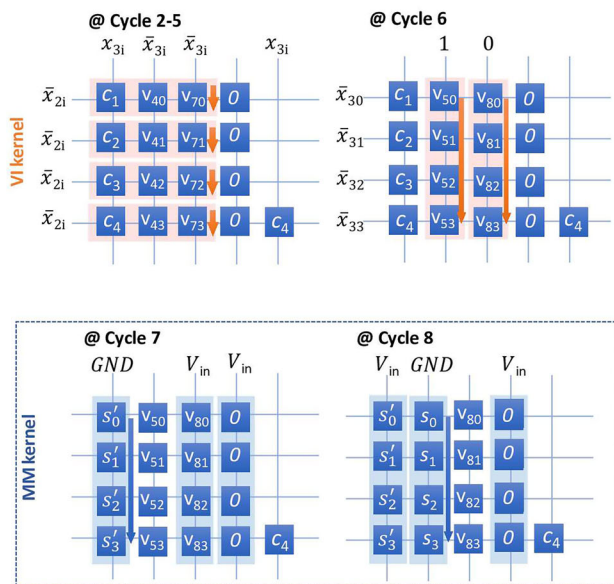 @ Cycle 2-5
@ Cycle 6
x₃ᵢ x̄₃ᵢ x̄₃ᵢ x₃ᵢ
1 0
VI kernel
x̄₂ᵢ c₁ v₄₀ v₇₀ 0
x̄₂ᵢ c₂ v₄₁ v₇₁ 0
x̄₂ᵢ c₃ v₄₂ v₇₂ 0
x̄₂ᵢ c₄ v₄₃ v₇₃ 0 c₄
x̄₃₀ c₁ v₅₀ v₈₀ 0
x̄₃₁ c₂ v₅₁ v₈₁ 0
x̄₃₂ c₃ v₅₂ v₈₂ 0
x̄₃₃ c₄ v₅₃ v₈₃ 0 c₄
MM kernel
@ Cycle 7
GND V_in V_in
s′₀ v₅₀ v₈₀ 0
s′₁ v₅₁ v₈₁ 0
s′₂ v₅₂ v₈₂ 0
s′₃ v₅₃ v₈₃ 0 c₄
@ Cycle 8
V_in GND V_in
s′₀ s₀ v₈₀ 0
s′₁ s₁ v₈₁ 0
s′₂ s₂ v₈₂ 0
s′₃ s₃ v₈₃ 0 c₄